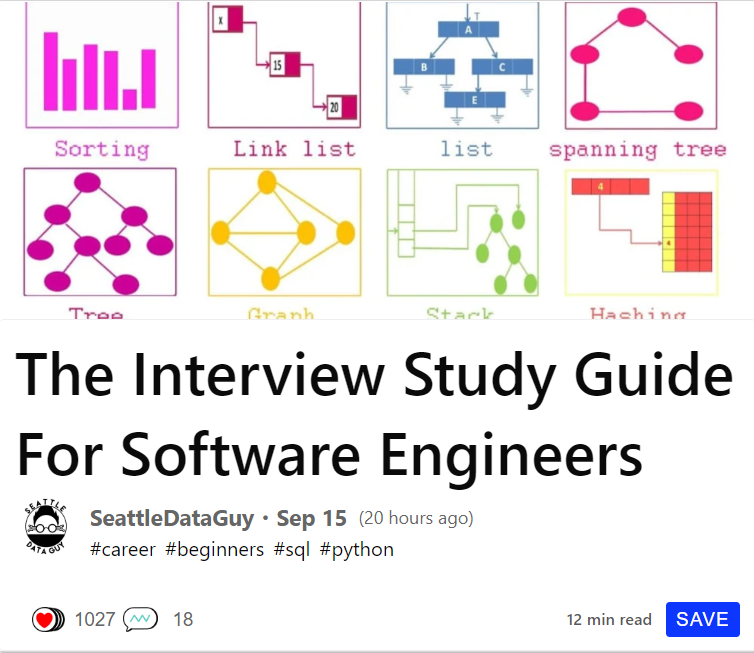 X
15
20
T
A
B C
E
Sorting Link list list spanning tree
4
4
Tree Graph Stack Hashing
The Interview Study Guide
For Software Engineers
SEATTLE
DATA GUY
SeattleDataGuy • Sep 15 (20 hours ago)
#career #beginners #sql #python
1027 18 12 min read SAVE